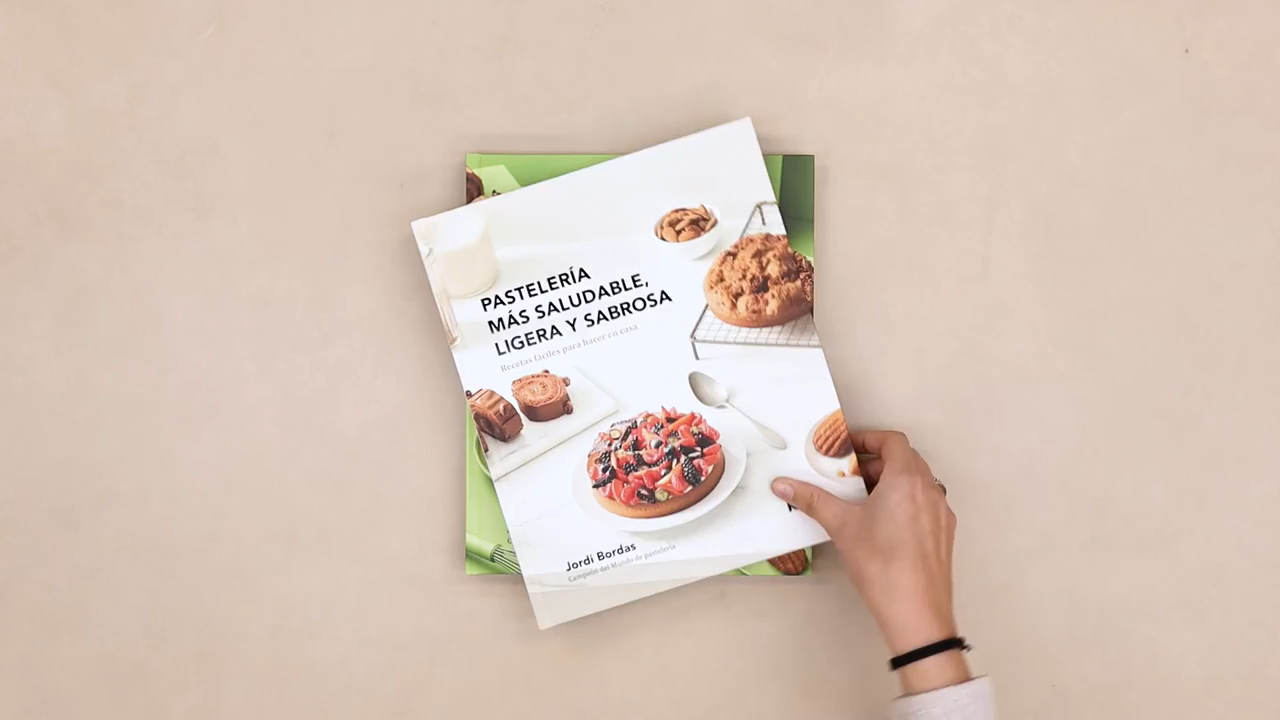 PASTELERÍA
MÁS SALUDABLE,
LIGERA Y SABROSA
Recetas fáciles para hacer en casa
Jordi Bordas
Campeón del Mundo de pastelería